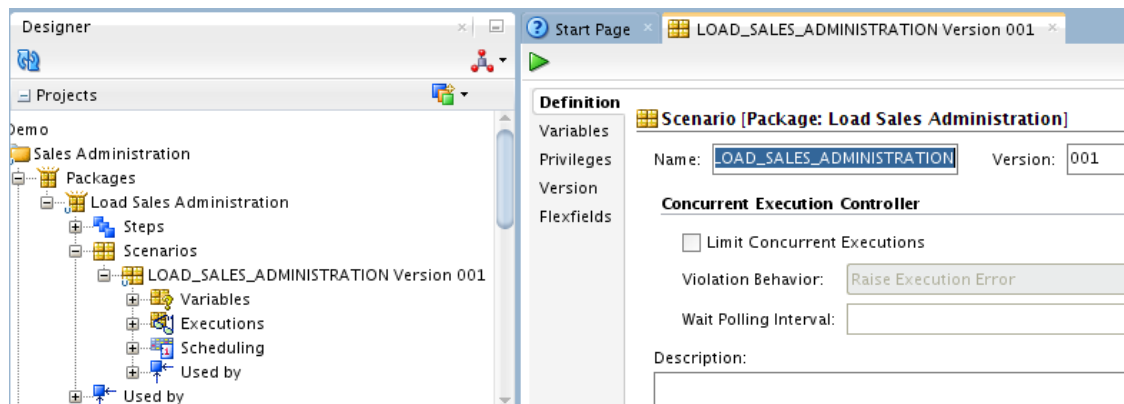 Designer
Projects
Demo
Sales Administration
Packages
Load Sales Administration
Steps
Scenarios
LOAD_SALES_ADMINISTRATION Version 001
Variables
Executions
Scheduling
Used by
Used by
Start Page
LOAD_SALES_ADMINISTRATION Version 001
Definition
Variables
Privileges
Version
Flexfields
Scenario [Package: Load Sales Administration]
Name: LOAD_SALES_ADMINISTRATION Version: 001
Concurrent Execution Controller
Limit Concurrent Executions
Violation Behavior: Raise Execution Error
Wait Polling Interval:
Description: